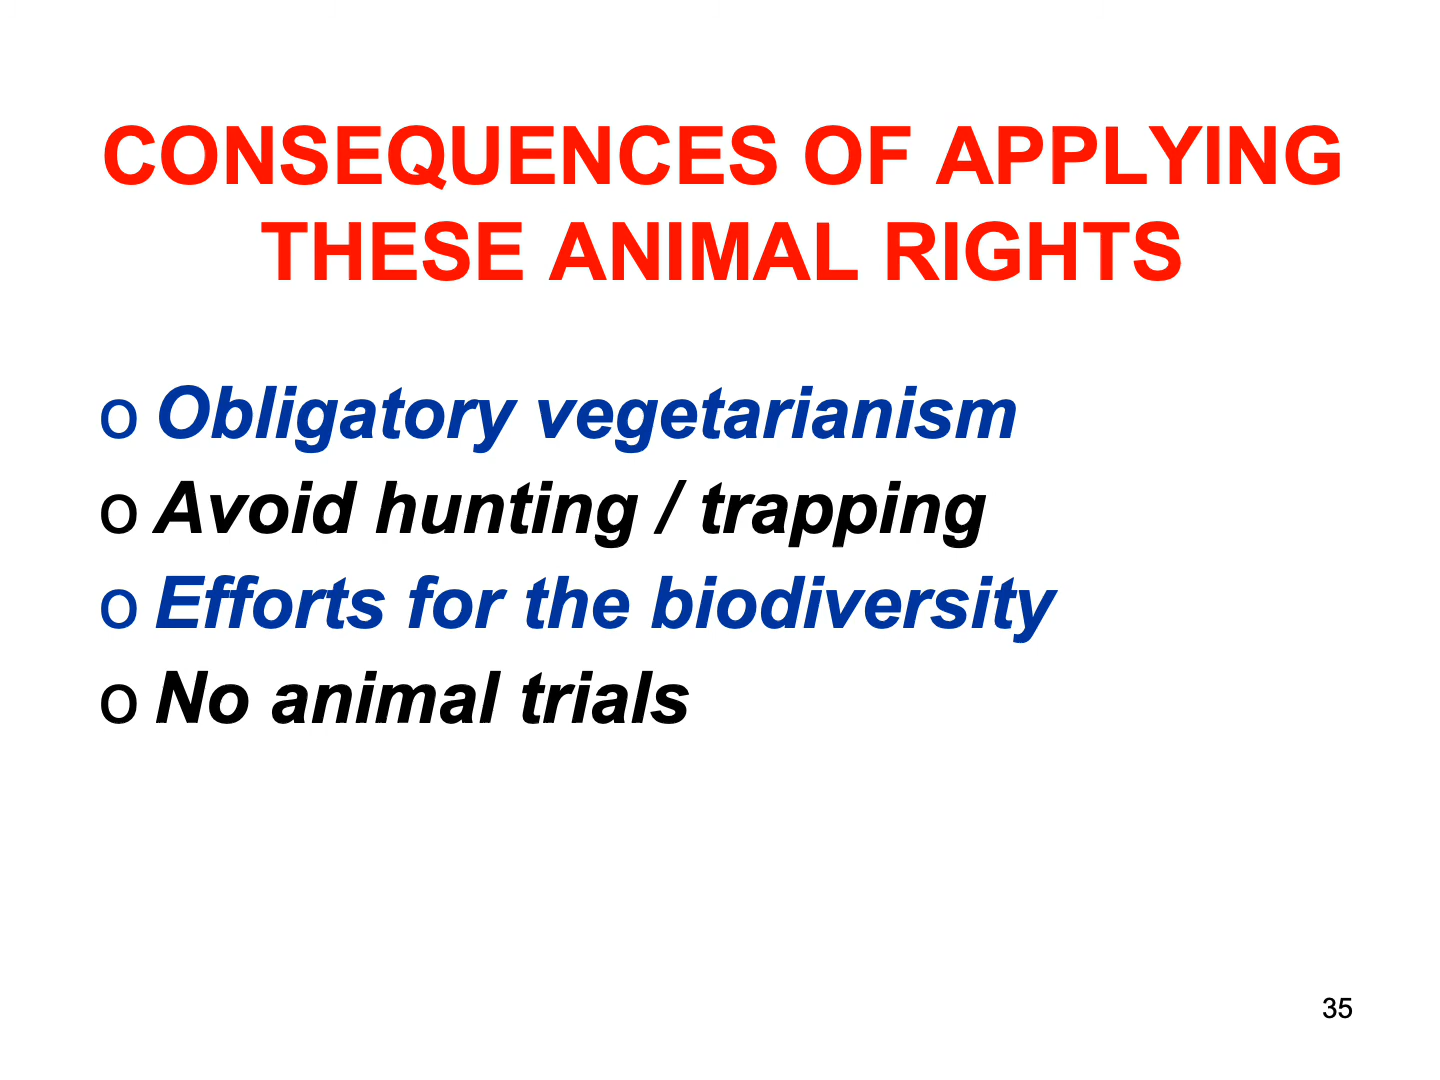 CONSEQUENCES OF APPLYING
THESE ANIMAL RIGHTS
o Obligatory vegetarianism
o Avoid hunting / trapping
o Efforts for the biodiversity
o No animal trials
35